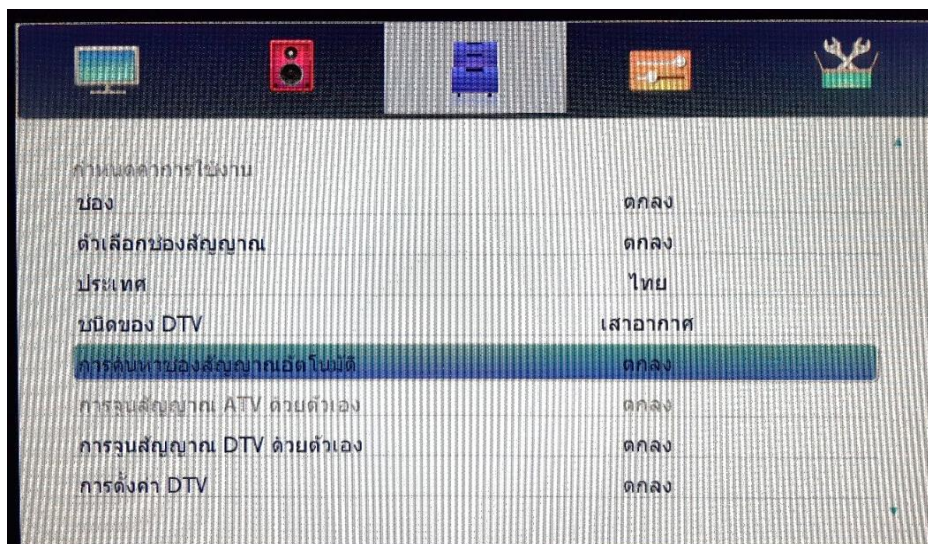 กำหนดค่าการใช้งาน
ช่อง ตกลง
ตัวเลือกช่องสัญญาณ ตกลง
ประเทศ ไทย
ชนิดของ DTV เสาอากาศ
การค้นหาช่องสัญญาณอัตโนมัติ ตกลง
การจูนสัญญาณ ATV ด้วยตัวเอง ตกลง
การจูนสัญญาณ DTV ด้วยตัวเอง ตกลง
การตั้งค่า DTV ตกลง